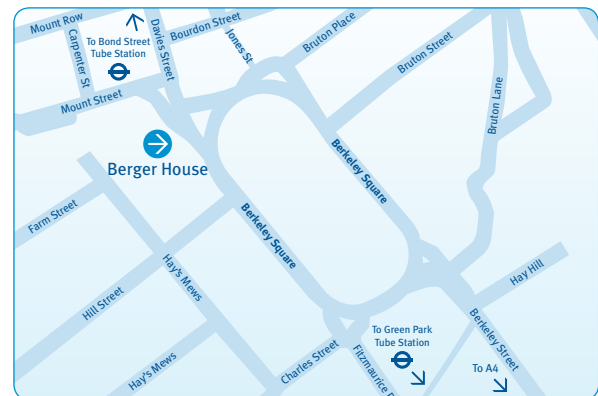 Mount Row
To Bond Street
Tube Station
Carpenter St
Davies Street
Bourdon Street
Jones St
Bruton Place
Bruton Street
Mount Street
Bruton Lane
Berger House
Berkeley Square
Berkeley Square
Farm Street
Hay's Mews
Hill Street
Hay Hill
Hay's Mews
Charles Street
To Green Park
Tube Station
Fitzmaurice
Berkeley Street
To A4